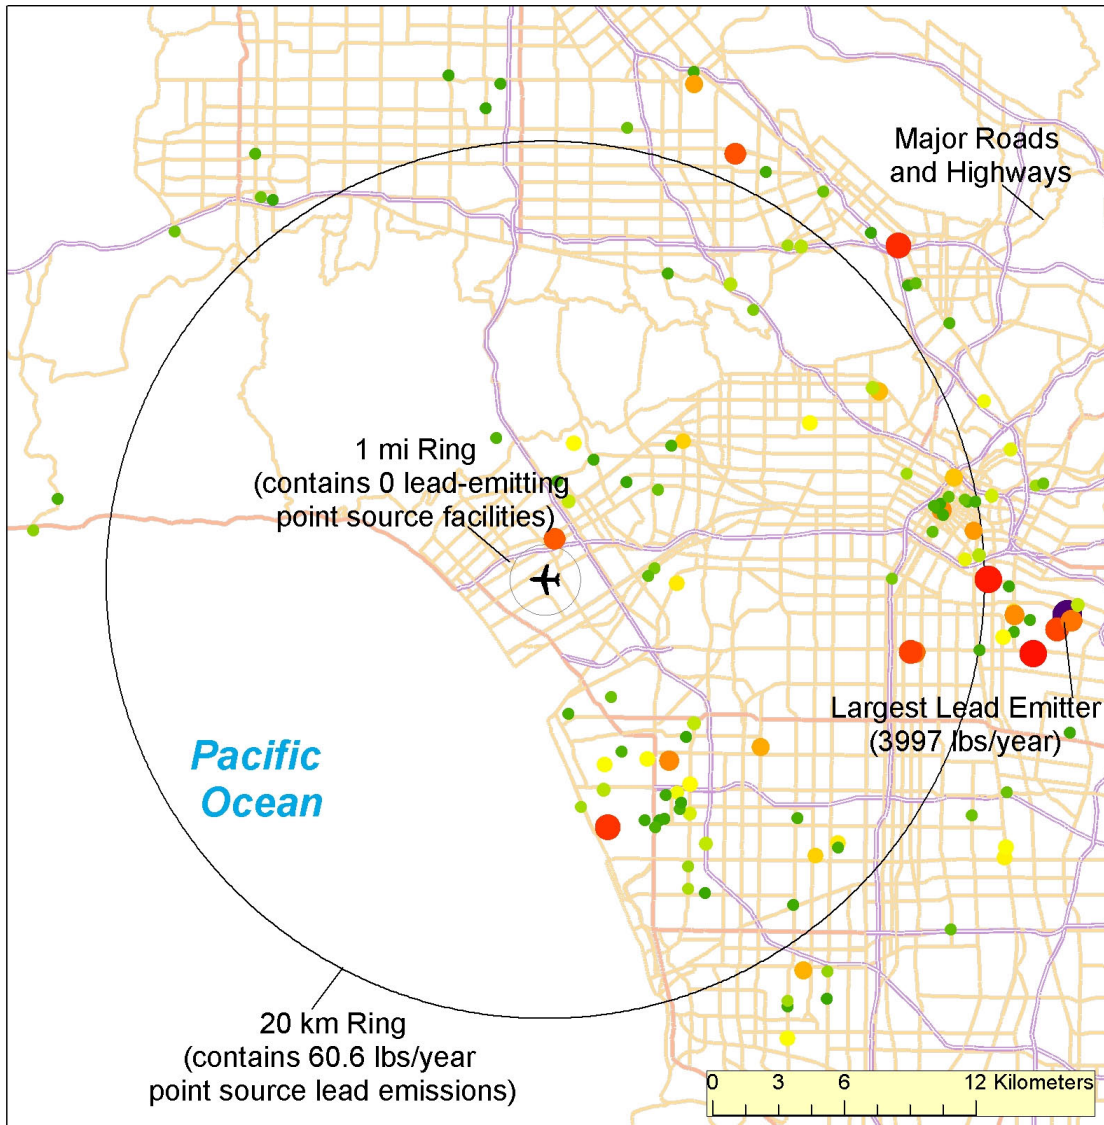 Major Roads
and Highways
1 mi Ring
(contains 0 lead-emitting
point source facilities)
Largest Lead Emitter
(3997 lbs/year)
Pacific
Ocean
20 km Ring
(contains 60.6 lbs/year
point source lead emissions)
0 3 6 12 Kilometers